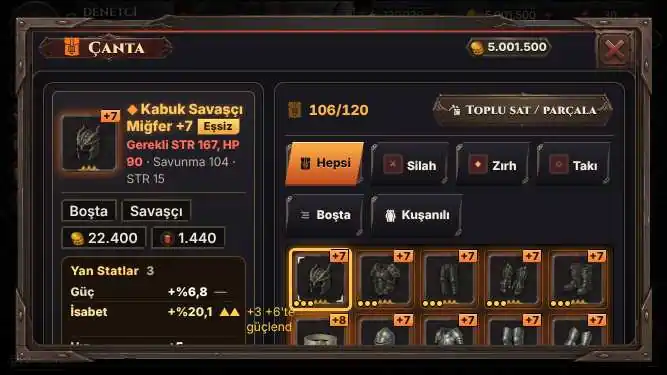 DENETCİ
ÇANTA
5.001.500
+7
Kabuk Savaşçı
Miğfer +7 Eşsiz
Gerekli STR 167, HP
90 · Savunma 104 ·
STR 15
Boşta Savaşçı
22.400 1.440
Yan Statlar 3
Güç +%6,8 —
İsabet +%20,1 ▲▲ +3 +6'te
güçlend
106/120
TOPLU SAT / PARÇALA
Hepsi Silah Zırh Takı
Boşta Kuşanılı
+7 +7 +7 +7 +7
+8 +7 +7 +7 +7